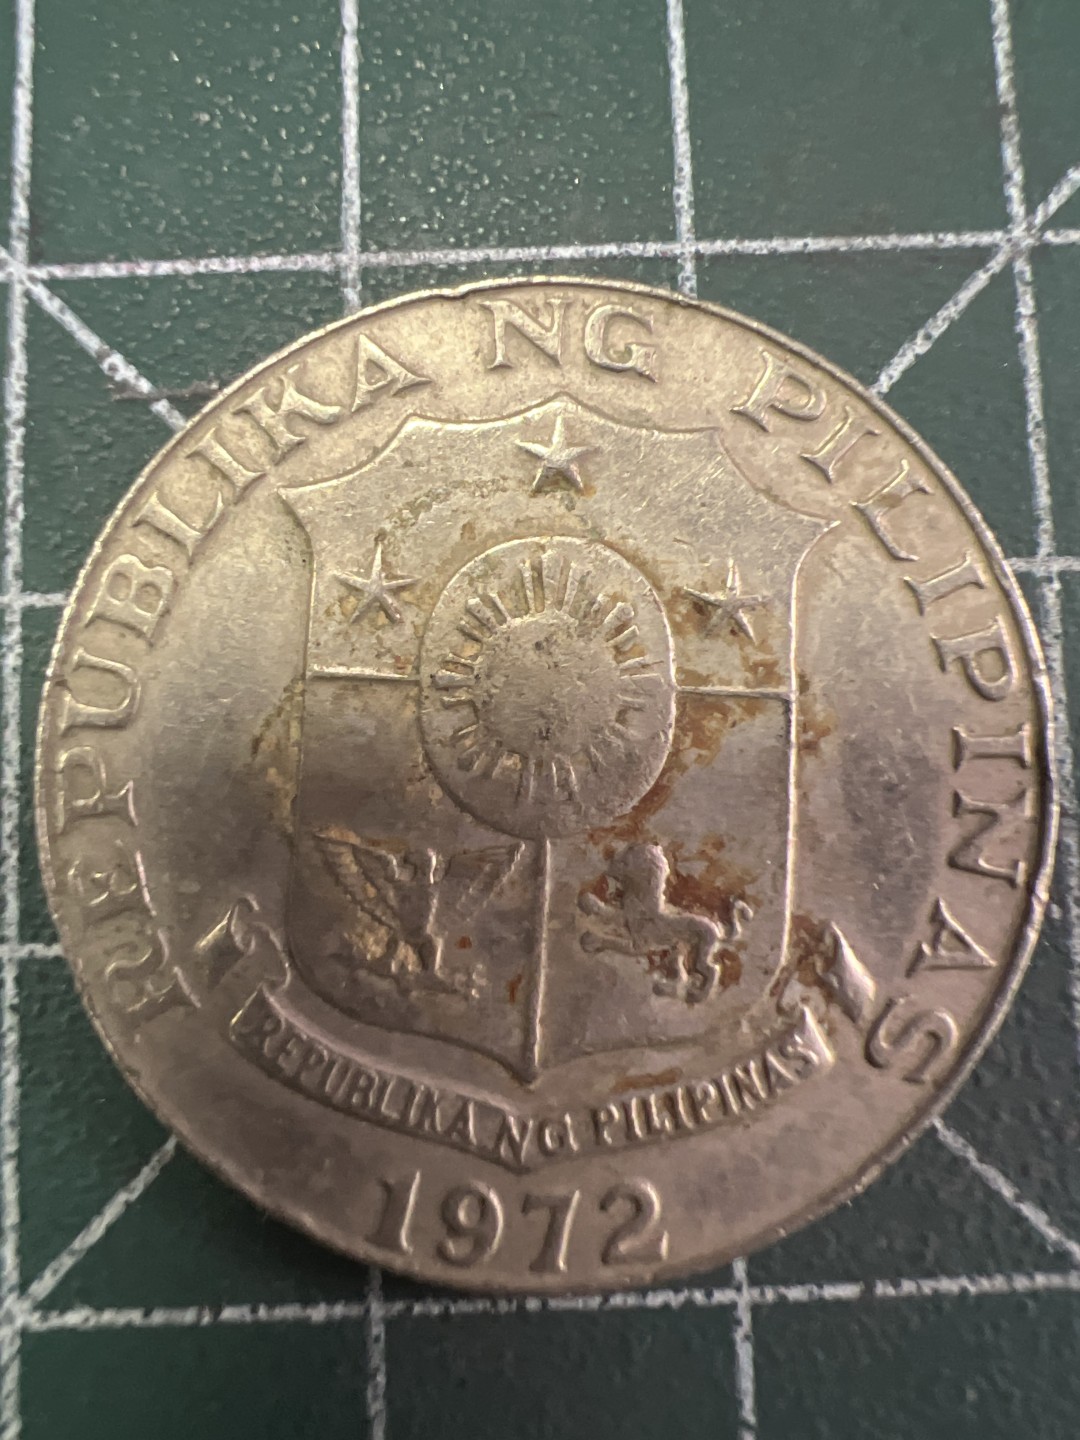 REPUBLIKA NG PILIPINAS
REPUBLIKA NG PILIPINAS
1972